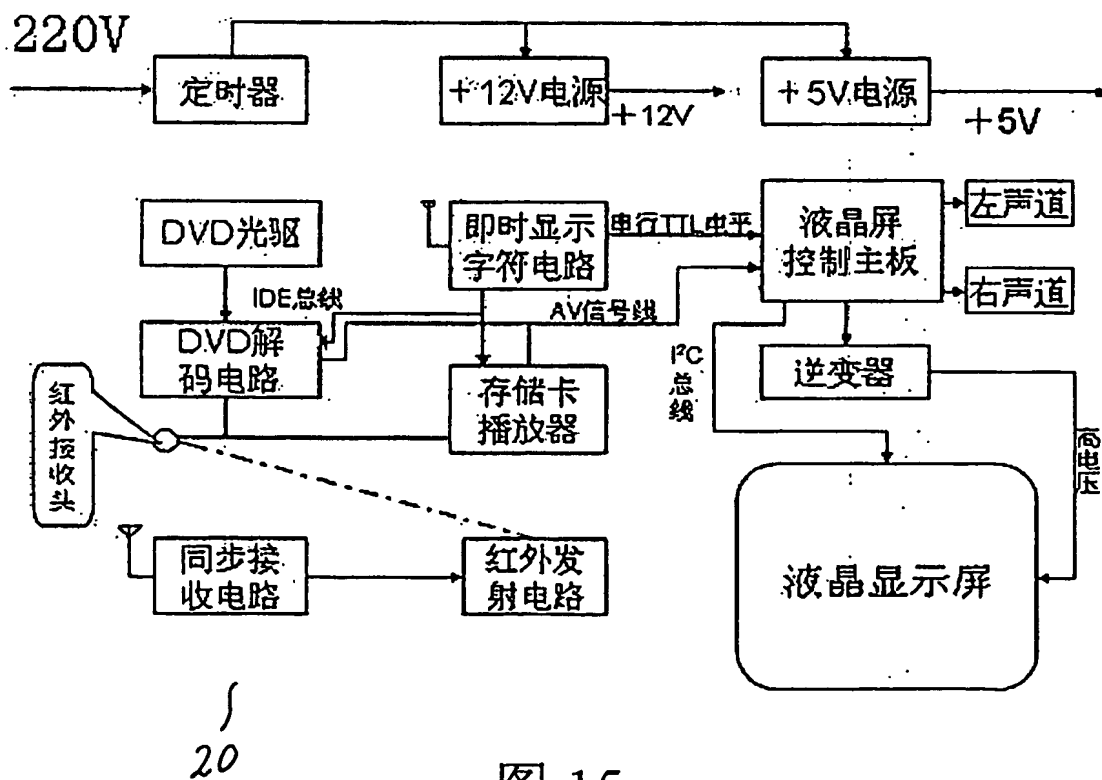 220V
定时器
+12V电源
+12V
+5V电源
+5V
DVD光驱
即时显示
字符电路
串行TTL电平
液晶屏
控制主板
左声道
右声道
IDE总线
AV信号线
DVD解
码电路
存储卡
播放器
I²C
总
线
逆变器
高
电
压
红
外
接
收
头
同步接
收电路
红外发
射电路
液晶显示屏
20